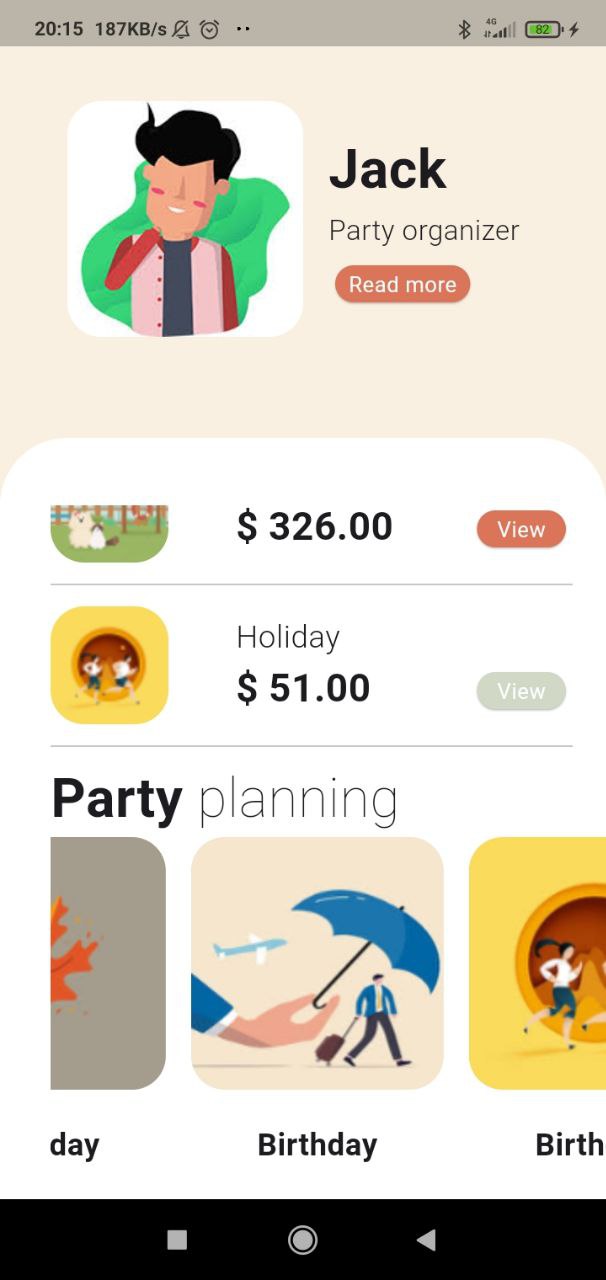 20:15 187KB/s
4G
82
Jack
Party organizer
Read more
$ 326.00
View
Holiday
$ 51.00
View
Party planning
day
Birthday
Birth